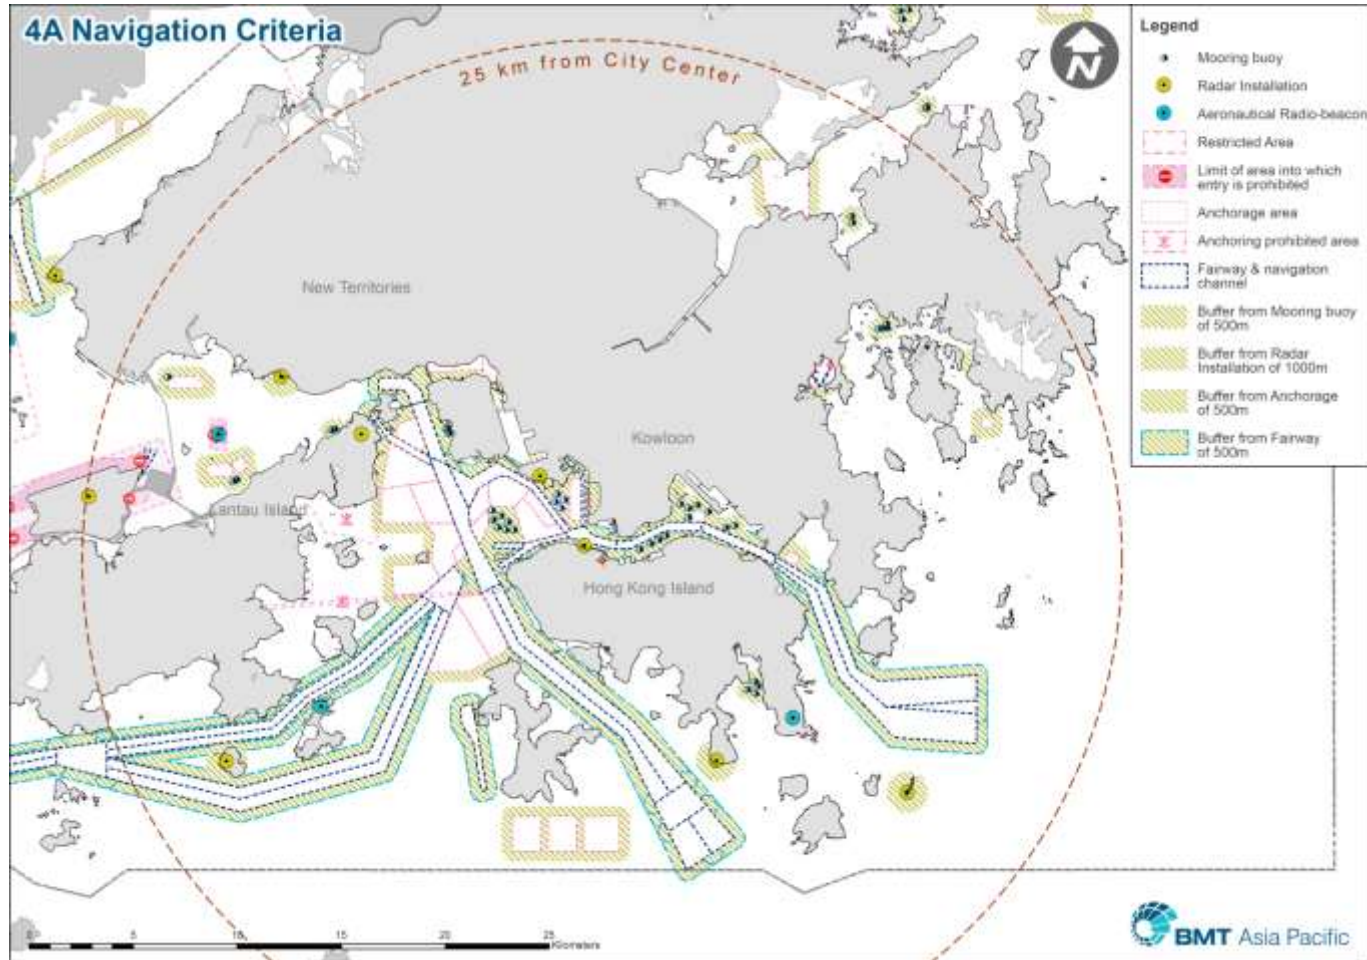 4A Navigation Criteria
25 km from City Center
N
New Territories
Kowloon
Lantau Island
Hong Kong Island
Legend
Mooring buoy
Radar Installation
Aeronautical Radio-beacon
Restricted Area
Limit of area into which
entry is prohibited
Anchorage area
Anchoring prohibited area
Fairway & navigation
channel
Buffer from Mooring buoy
of 500m
Buffer from Radar
Installation of 1000m
Buffer from Anchorage
of 500m
Buffer from Fairway
of 500m
0 5 10 15 20 25
Kilometers
BMT Asia Pacific